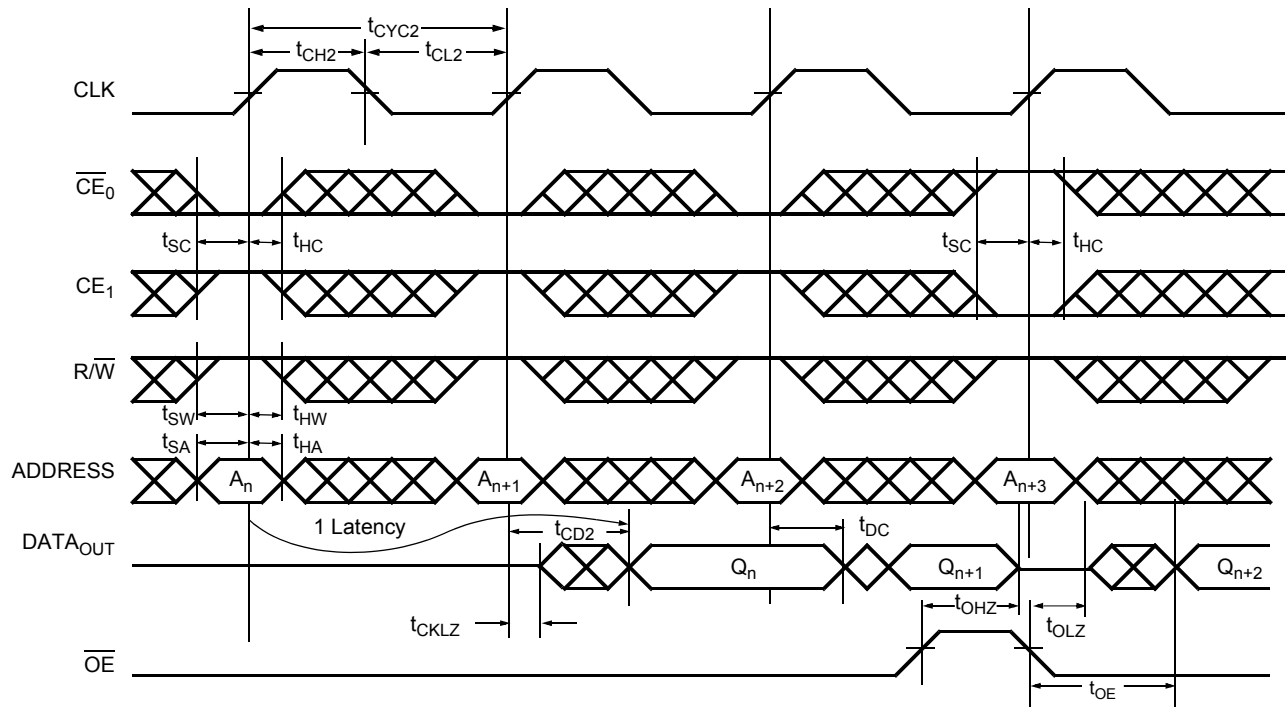 tCYC2
tCH2 tCL2
CLK
CE0
tSC tHC tSC tHC
CE1
R/W
tSW tHW
tSA tHA
ADDRESS An An+1 An+2 An+3
1 Latency tCD2 tDC
DATAOUT Qn Qn+1 Qn+2
tOHZ
tCKLZ tOLZ
OE
tOE